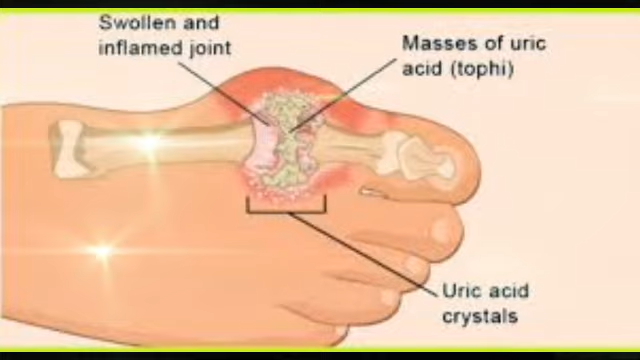 Swollen and
inflamed joint
Masses of uric
acid (tophi)
Uric acid
crystals